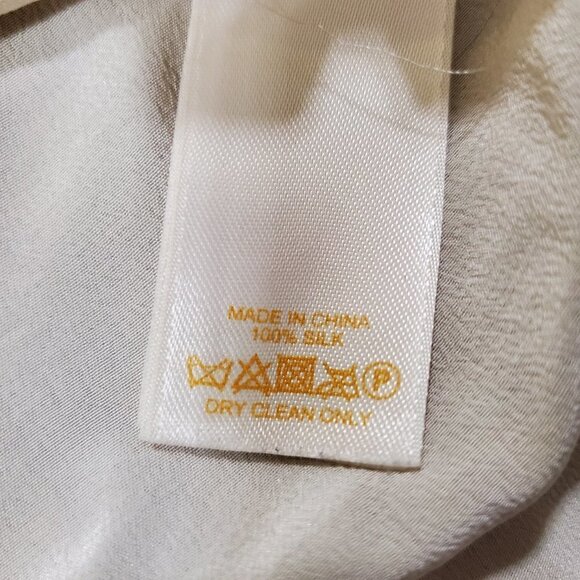 MADE IN CHINA
100% SILK
P
DRY CLEAN ONLY